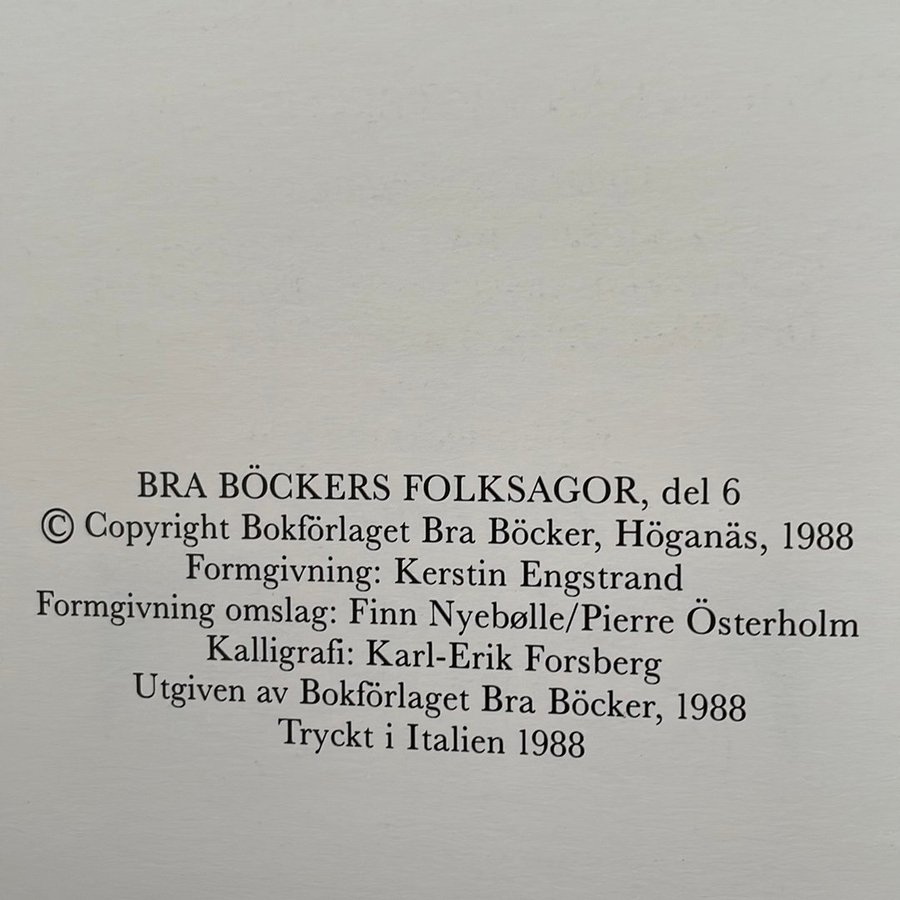 BRA BÖCKERS FOLKSAGOR, del 6
© Copyright Bokförlaget Bra Böcker, Höganäs, 1988
Formgivning: Kerstin Engstrand
Formgivning omslag: Finn Nyebølle/Pierre Österholm
Kalligrafi: Karl-Erik Forsberg
Utgiven av Bokförlaget Bra Böcker, 1988
Tryckt i Italien 1988